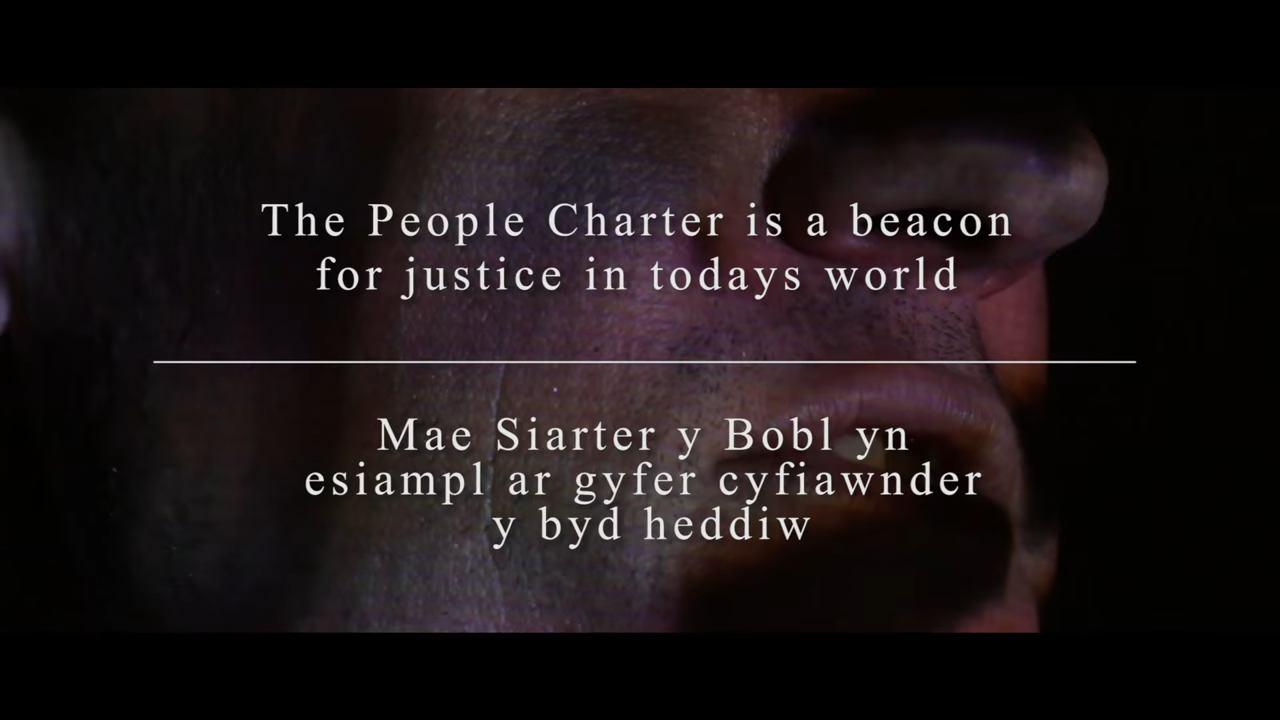 The People Charter is a beacon
for justice in todays world
Mae Siarter y Bobl yn
esiampl ar gyfer cyfiawnder
y byd heddiw